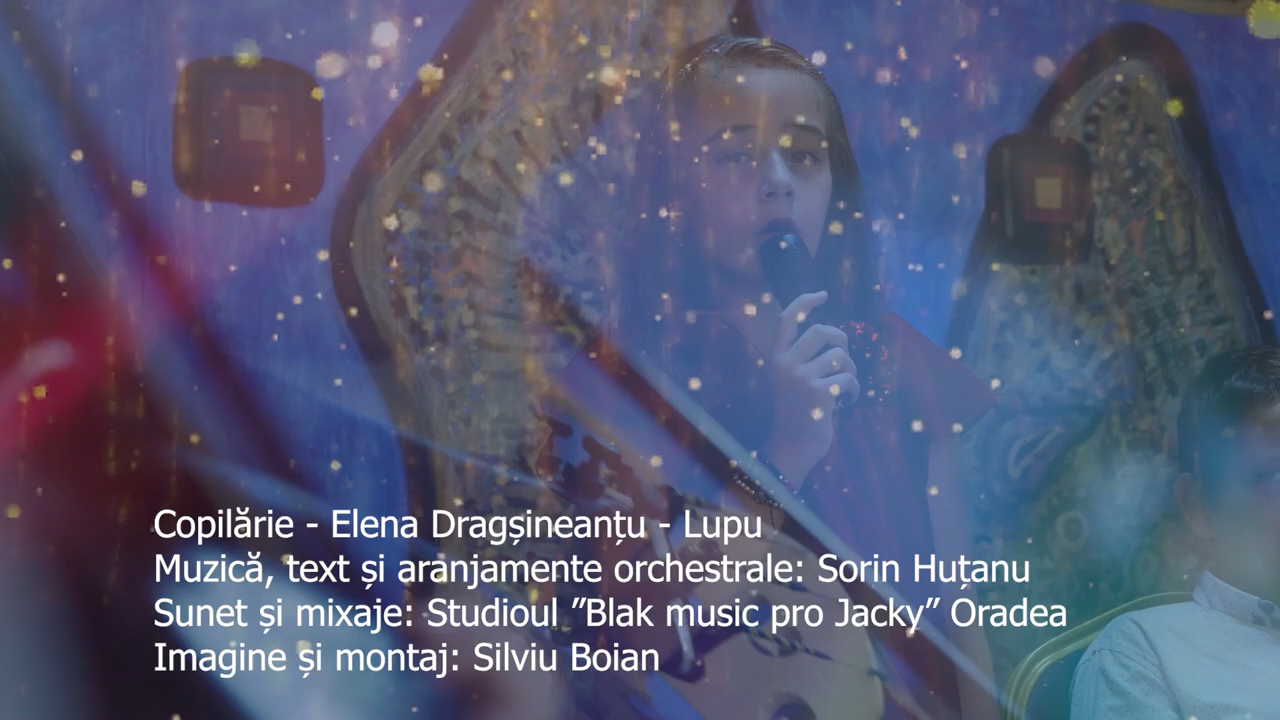 Copilărie - Elena Dragșineanțu - Lupu
Muzică, text și aranjamente orchestrale: Sorin Huțanu
Sunet și mixaje: Studioul ”Blak music pro Jacky” Oradea
Imagine și montaj: Silviu Boian